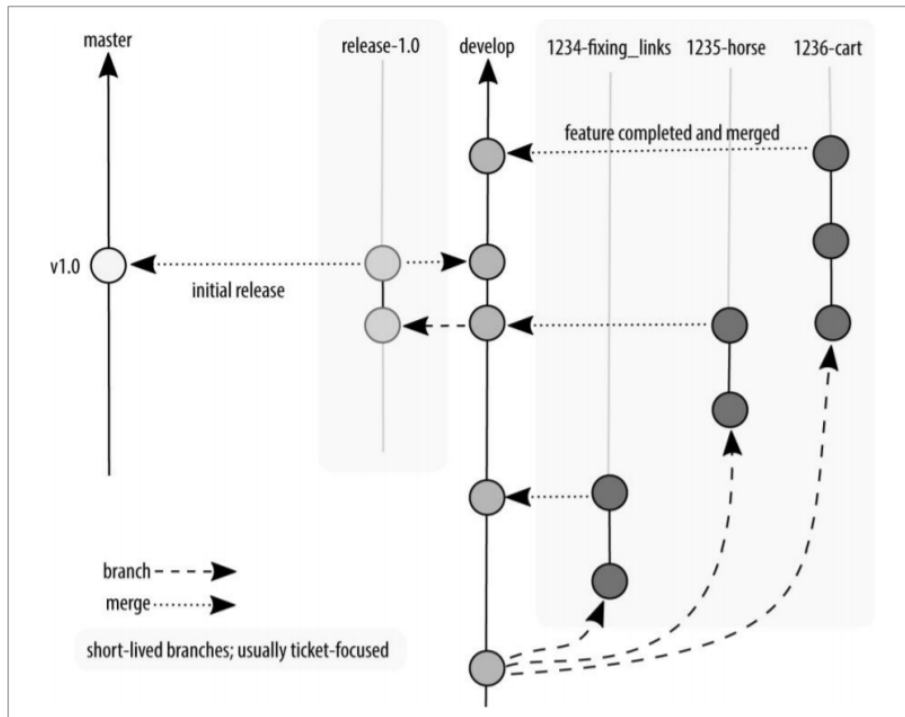 master
release-1.0
develop
1234-fixing_links
1235-horse
1236-cart
feature completed and merged
v1.0
initial release
branch
merge
short-lived branches; usually ticket-focused